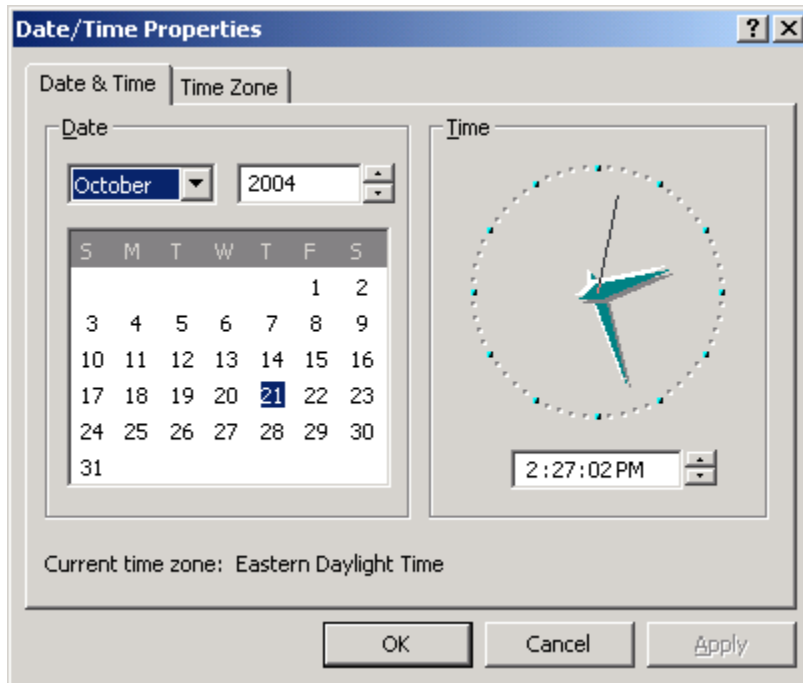 Date/Time Properties
Date & Time Time Zone
Date
October 2004
S M T W T F S
1 2
3 4 5 6 7 8 9
10 11 12 13 14 15 16
17 18 19 20 21 22 23
24 25 26 27 28 29 30
31
Time
2:27:02 PM
Current time zone: Eastern Daylight Time
OK Cancel Apply